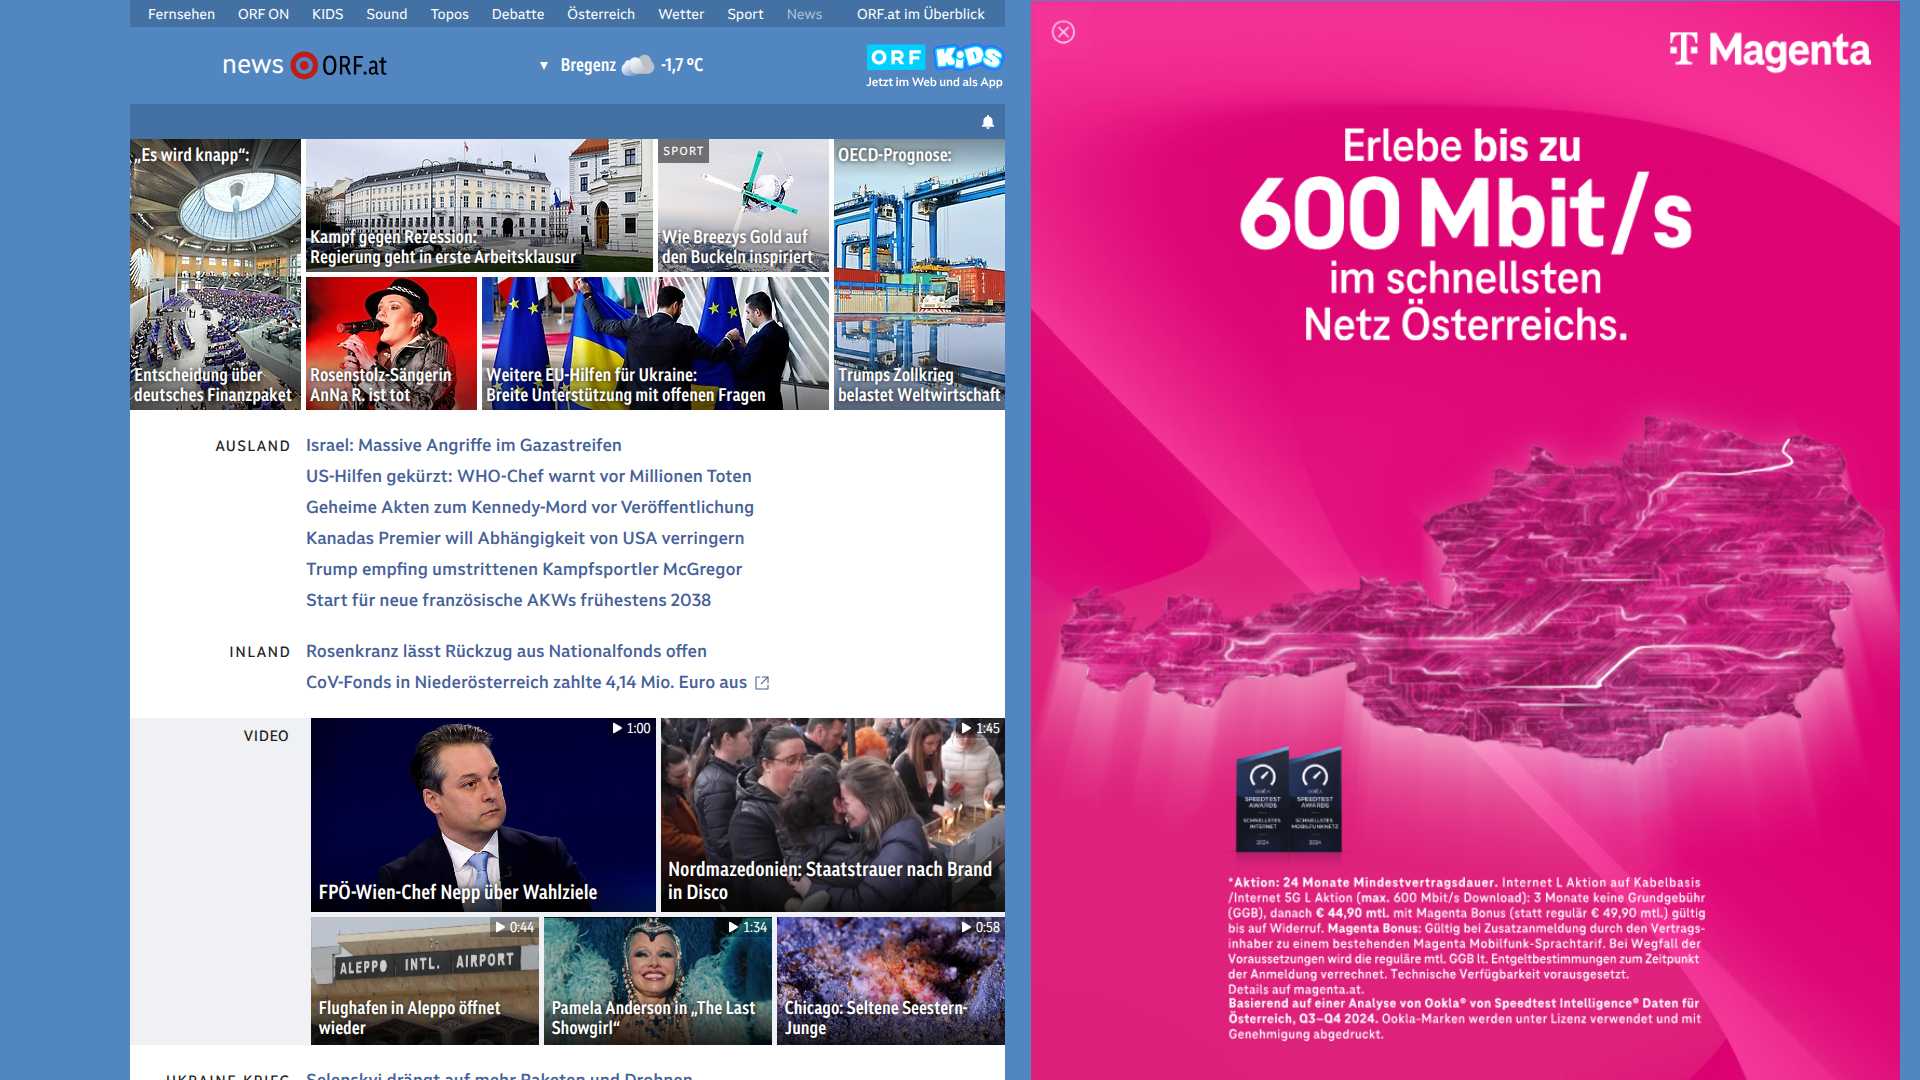 Fernsehen ORF ON KIDS Sound Topos Debatte Österreich Wetter Sport News ORF.at im Überblick
news ORF.at
Bregenz -1,7 °C
ORF KiDS
Jetzt im Web und als App
„Es wird knapp“:
Entscheidung über
deutsches Finanzpaket
Kampf gegen Rezession:
Regierung geht in erste Arbeitsklausur
SPORT
Wie Breezys Gold auf
den Buckeln inspiriert
OECD-Prognose:
Trumps Zollkrieg
belastet Weltwirtschaft
Rosenstolz-Sängerin
AnNa R. ist tot
Weitere EU-Hilfen für Ukraine:
Breite Unterstützung mit offenen Fragen
AUSLAND
Israel: Massive Angriffe im Gazastreifen
US-Hilfen gekürzt: WHO-Chef warnt vor Millionen Toten
Geheime Akten zum Kennedy-Mord vor Veröffentlichung
Kanadas Premier will Abhängigkeit von USA verringern
Trump empfing umstrittenen Kampfsportler McGregor
Start für neue französische AKWs frühestens 2038
INLAND
Rosenkranz lässt Rückzug aus Nationalfonds offen
CoV-Fonds in Niederösterreich zahlte 4,14 Mio. Euro aus
VIDEO
1:00
FPÖ-Wien-Chef Nepp über Wahlziele
1:45
Nordmazedonien: Staatstrauer nach Brand
in Disco
0:44
ALEPPO INTL. AIRPORT
Flughafen in Aleppo öffnet
wieder
1:34
Pamela Anderson in „The Last
Showgirl“
0:58
Chicago: Seltene Seestern-
Junge
UKRAINE-KRIEG
Selenskyj drängt auf mehr Raketen und Drohnen
T Magenta
Erlebe bis zu
600 Mbit/s
im schnellsten
Netz Österreichs.
OOKLA
SPEEDTEST
AWARDS
SCHNELLSTES
INTERNET
2024
OOKLA
SPEEDTEST
AWARDS
SCHNELLSTES
MOBILFUNKNETZ
2024
*Aktion: 24 Monate Mindestvertragsdauer. Internet L Aktion auf Kabelbasis
/Internet 5G L Aktion (max. 600 Mbit/s Download): 3 Monate keine Grundgebühr
(GGB), danach € 44,90 mtl. mit Magenta Bonus (statt regulär € 49,90 mtl.) gültig
bis auf Widerruf. Magenta Bonus: Gültig bei Zusatzanmeldung durch den Vertrags-
inhaber zu einem bestehenden Magenta Mobilfunk-Sprachtarif. Bei Wegfall der
Voraussetzungen wird die reguläre mtl. GGB lt. Entgeltbestimmungen zum Zeitpunkt
der Anmeldung verrechnet. Technische Verfügbarkeit vorausgesetzt.
Details auf magenta.at.
Basierend auf einer Analyse von Ookla® von Speedtest Intelligence® Daten für
Österreich, Q3–Q4 2024. Ookla-Marken werden unter Lizenz verwendet und mit
Genehmigung abgedruckt.